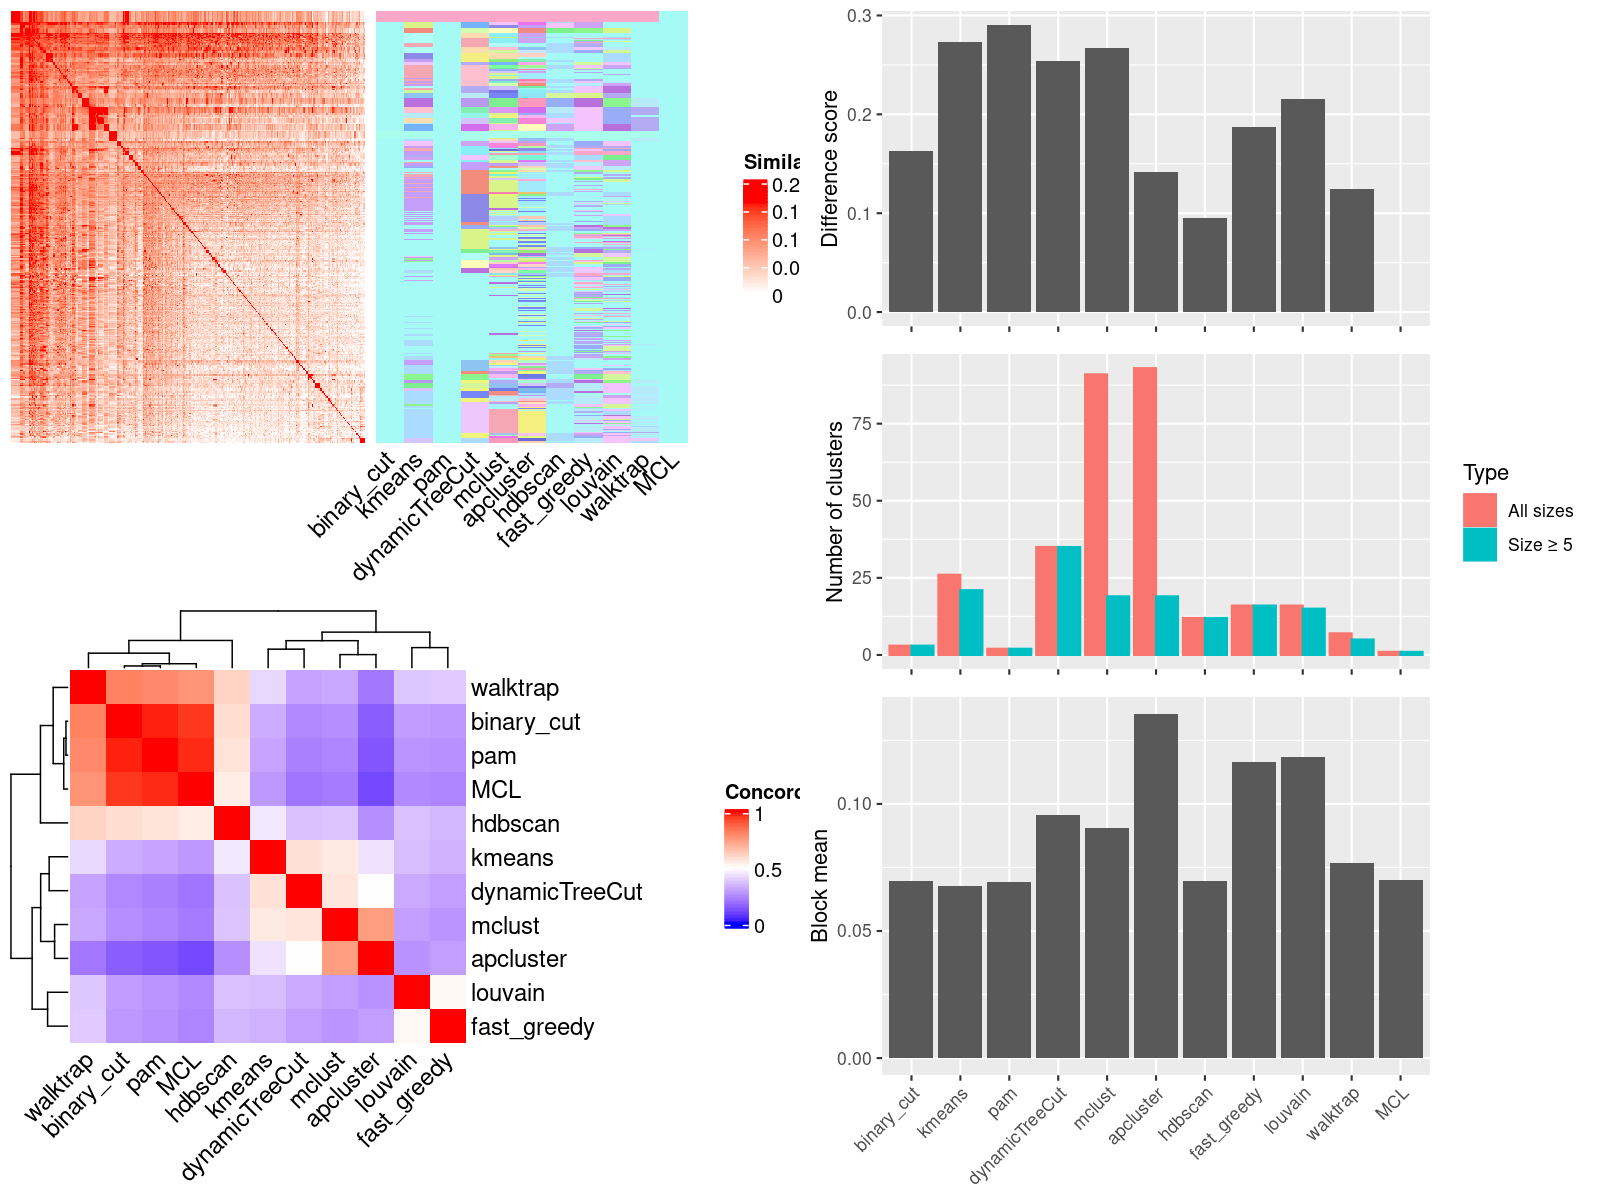 Simila
0.2
0.1
0.1
0.0
0
binary_cut
kmeans
pam
dynamicTreeCut
mclust
apcluster
hdbscan
fast_greedy
louvain
walktrap
MCL
walktrap
binary_cut
pam
MCL
hdbscan
kmeans
dynamicTreeCut
mclust
apcluster
louvain
fast_greedy
walktrap
binary_cut
pam
MCL
hdbscan
kmeans
dynamicTreeCut
mclust
apcluster
louvain
fast_greedy
Concord
1
0.5
0
Difference score
0.3
0.2
0.1
0.0
Number of clusters
75
50
25
0
Type
All sizes
Size ≥ 5
Block mean
0.10
0.05
0.00
binary_cut
kmeans
pam
dynamicTreeCut
mclust
apcluster
hdbscan
fast_greedy
louvain
walktrap
MCL